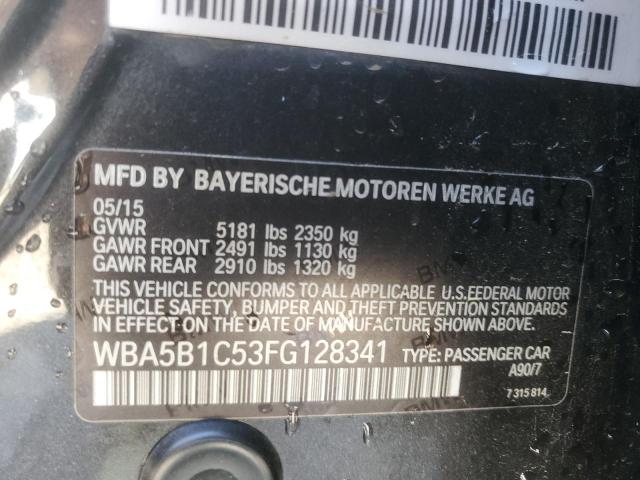 MFD BY BAYERISCHE MOTOREN WERKE AG
05/15
GVWR 5181 lbs 2350 kg
GAWR FRONT 2491 lbs 1130 kg
GAWR REAR 2910 lbs 1320 kg
THIS VEHICLE CONFORMS TO ALL APPLICABLE U.S.FEDERAL MOTOR
VEHICLE SAFETY, BUMPER AND THEFT PREVENTION STANDARDS
IN EFFECT ON THE DATE OF MANUFACTURE SHOWN ABOVE.
WBA5B1C53FG128341 TYPE: PASSENGER CAR
A90/7
7 315 814